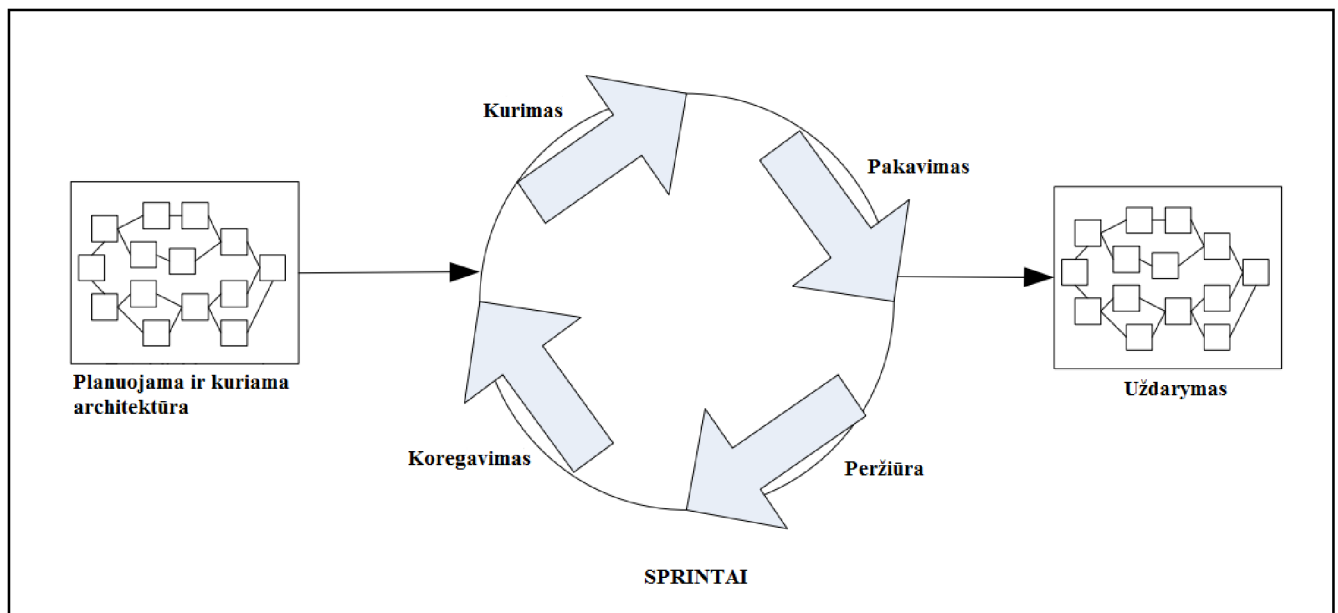 Kurimas
Pakavimas
Planuojama ir kuriama
architektūra
Uždarymas
Koregavimas
Peržiūra
SPRINTAI